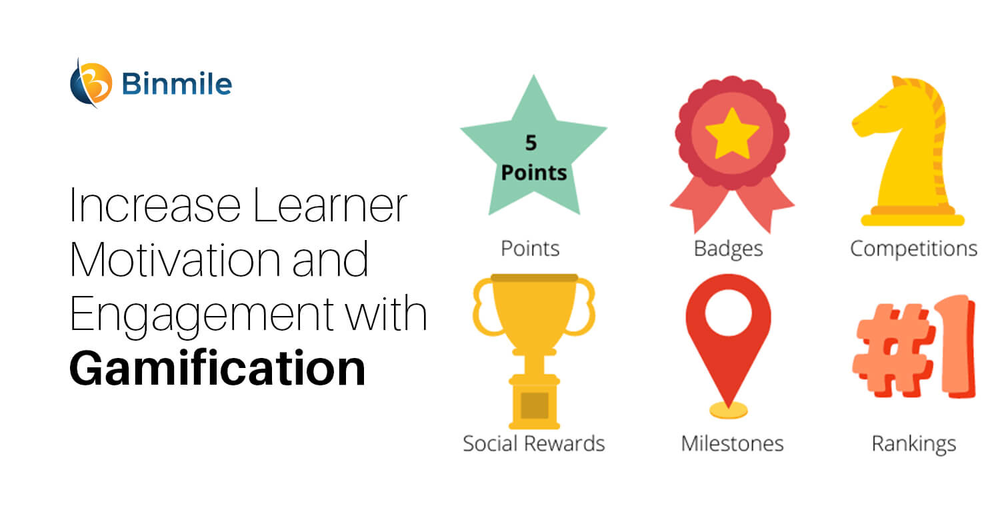 Binmile
Increase Learner
Motivation and
Engagement with
Gamification
5
Points
Points
Badges
Competitions
Social Rewards
Milestones
#1
Rankings